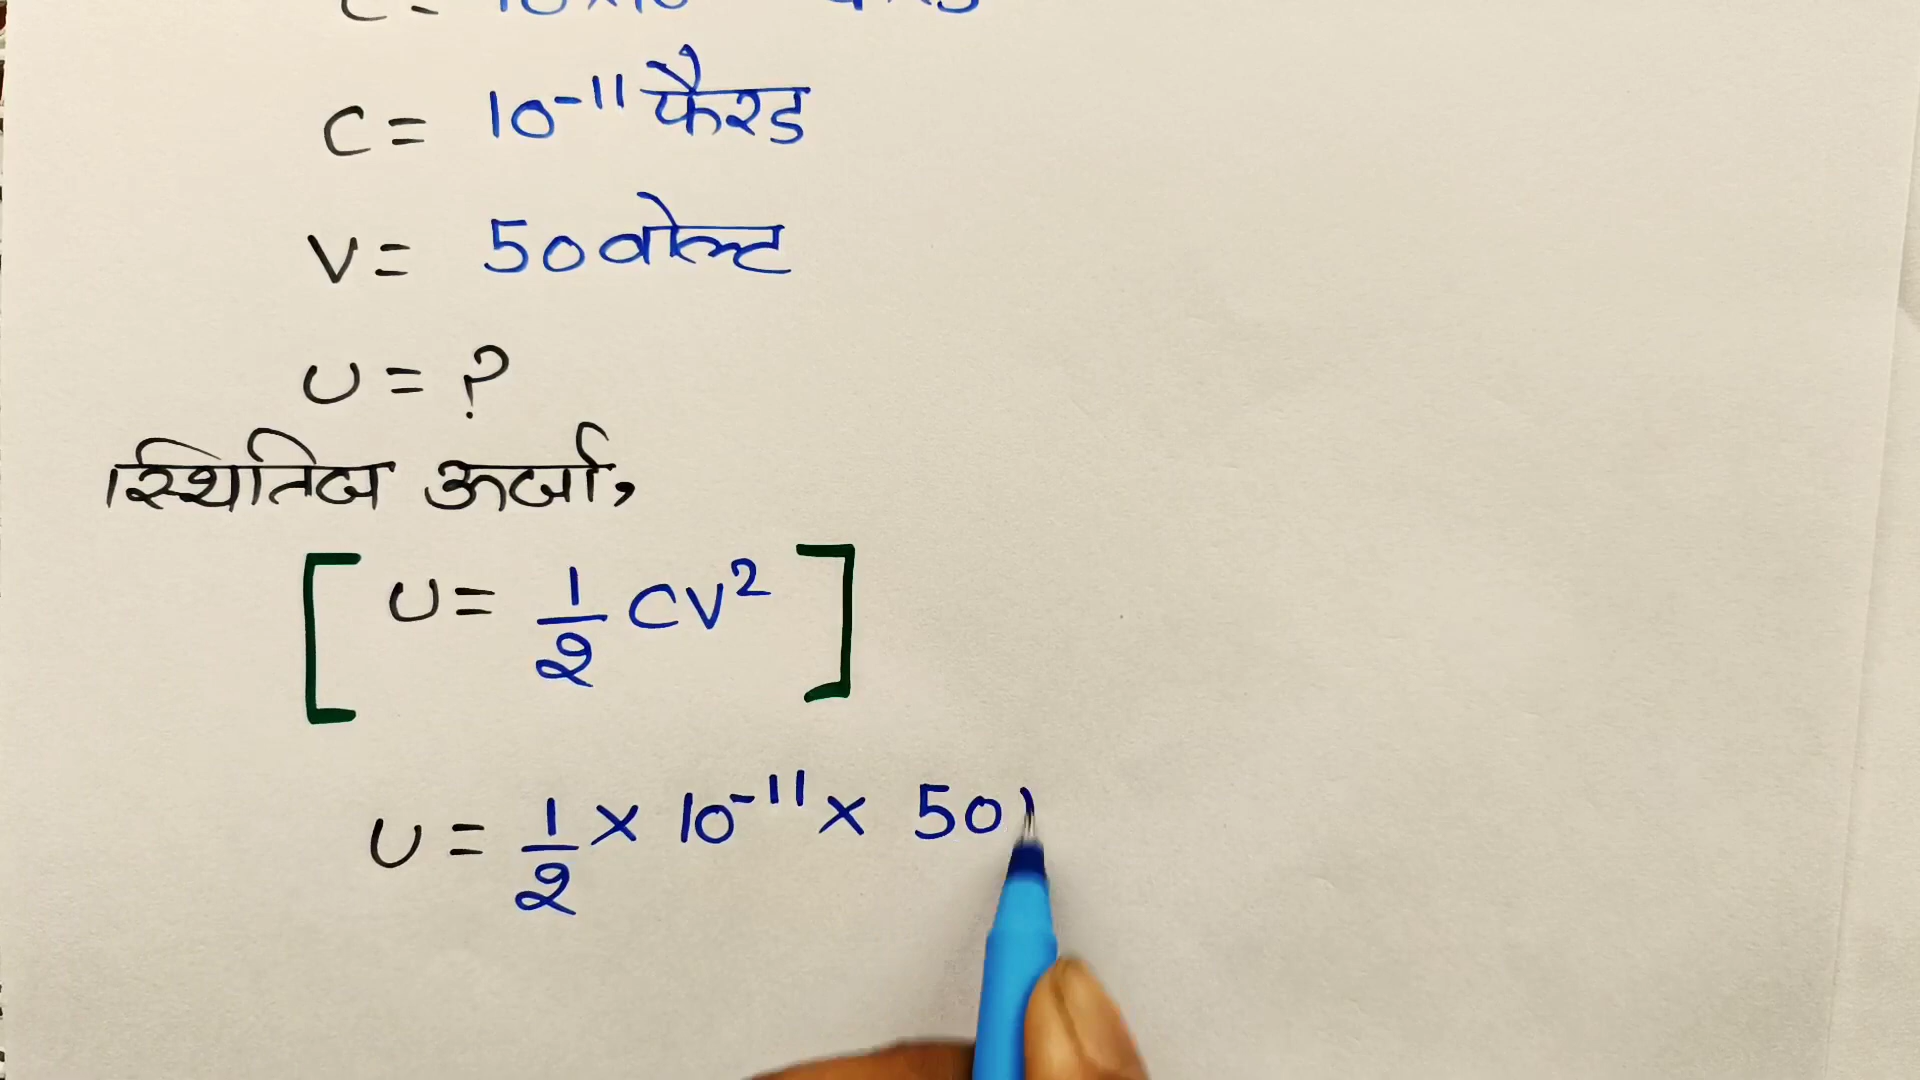 C = 10⁻¹¹ फैरड
V = 50 वोल्ट
U = ?
स्थितिज ऊर्जा,
[ U = 1/2 CV² ]
U = 1/2 × 10⁻¹¹ × 50